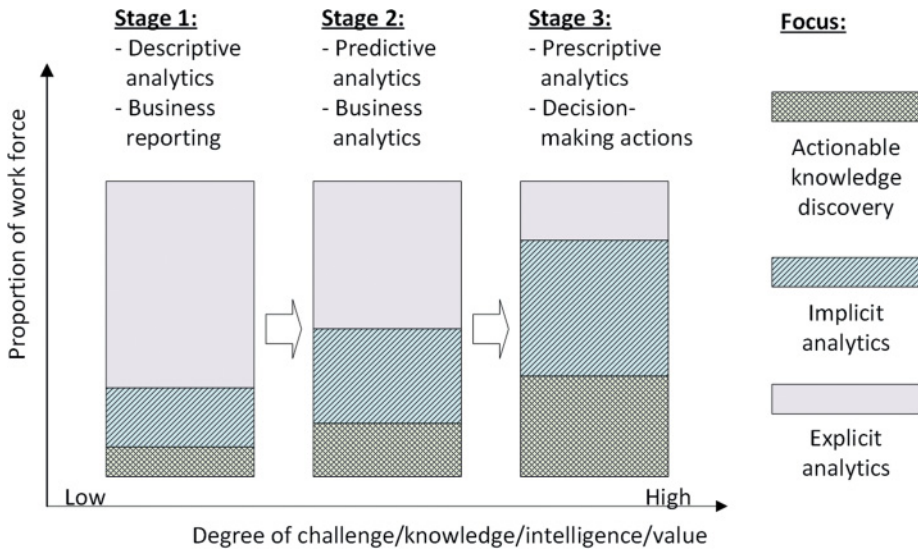 Stage 1:
- Descriptive
analytics
- Business
reporting
Stage 2:
- Predictive
analytics
- Business
analytics
Stage 3:
- Prescriptive
analytics
- Decision-
making actions
Focus:
Actionable
knowledge
discovery
Implicit
analytics
Explicit
analytics
Proportion of work force
Low
High
Degree of challenge/knowledge/intelligence/value